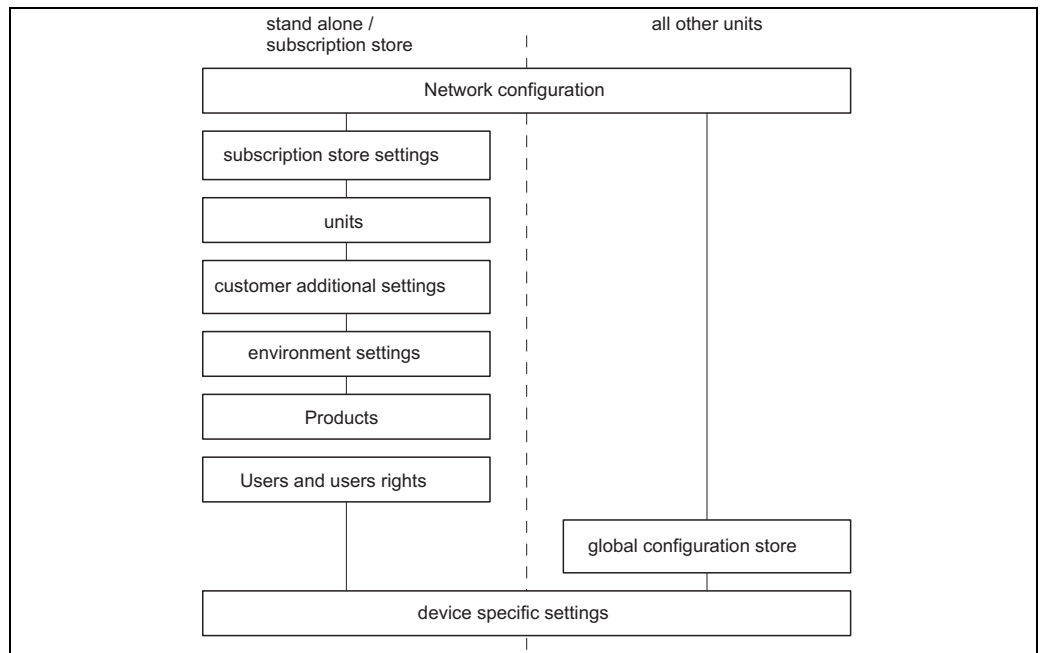 stand alone /
subscription store
all other units
Network configuration
subscription store settings
units
customer additional settings
environment settings
Products
Users and users rights
global configuration store
device specific settings